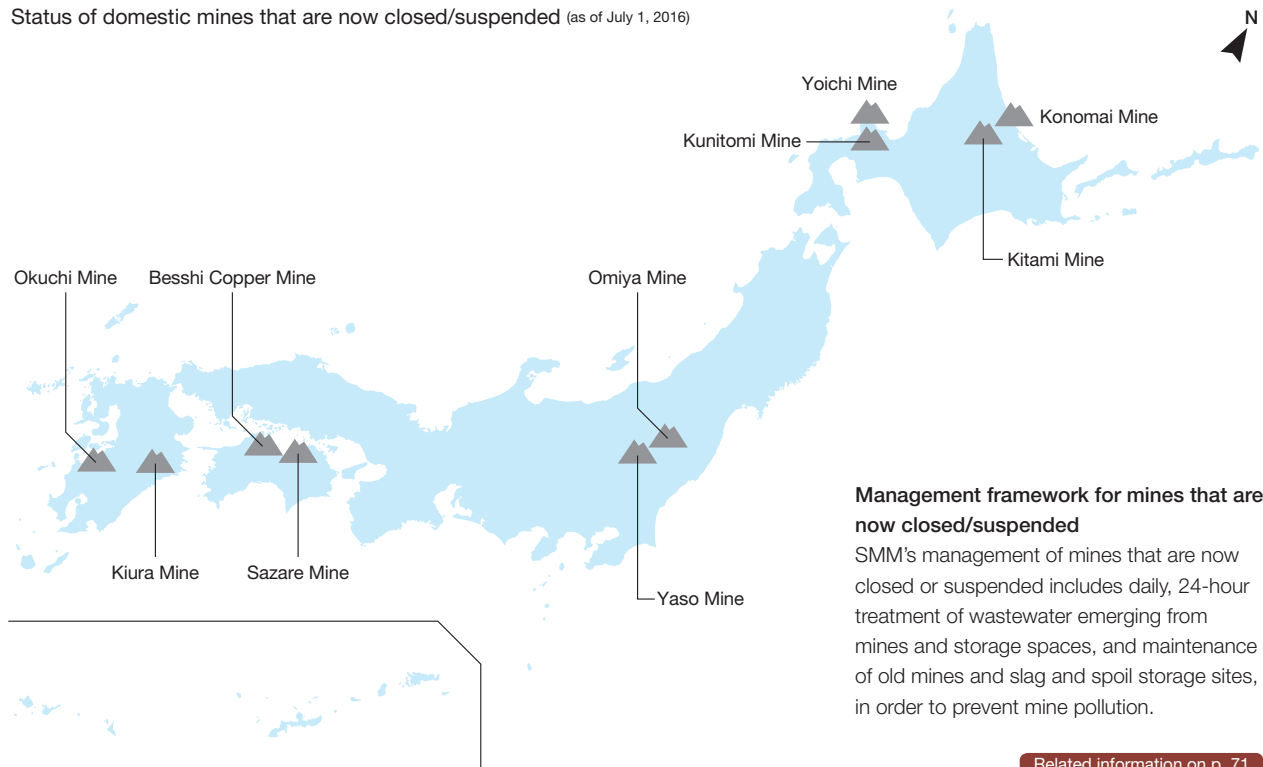 Status of domestic mines that are now closed/suspended (as of July 1, 2016)
N
Yoichi Mine
Konomai Mine
Kunitomi Mine
Kitami Mine
Okuchi Mine
Besshi Copper Mine
Omiya Mine
Kiura Mine
Sazare Mine
Yaso Mine
Management framework for mines that are
now closed/suspended
SMM's management of mines that are now
closed or suspended includes daily, 24-hour
treatment of wastewater emerging from
mines and storage spaces, and maintenance
of old mines and slag and spoil storage sites,
in order to prevent mine pollution.
Related information on p. 71